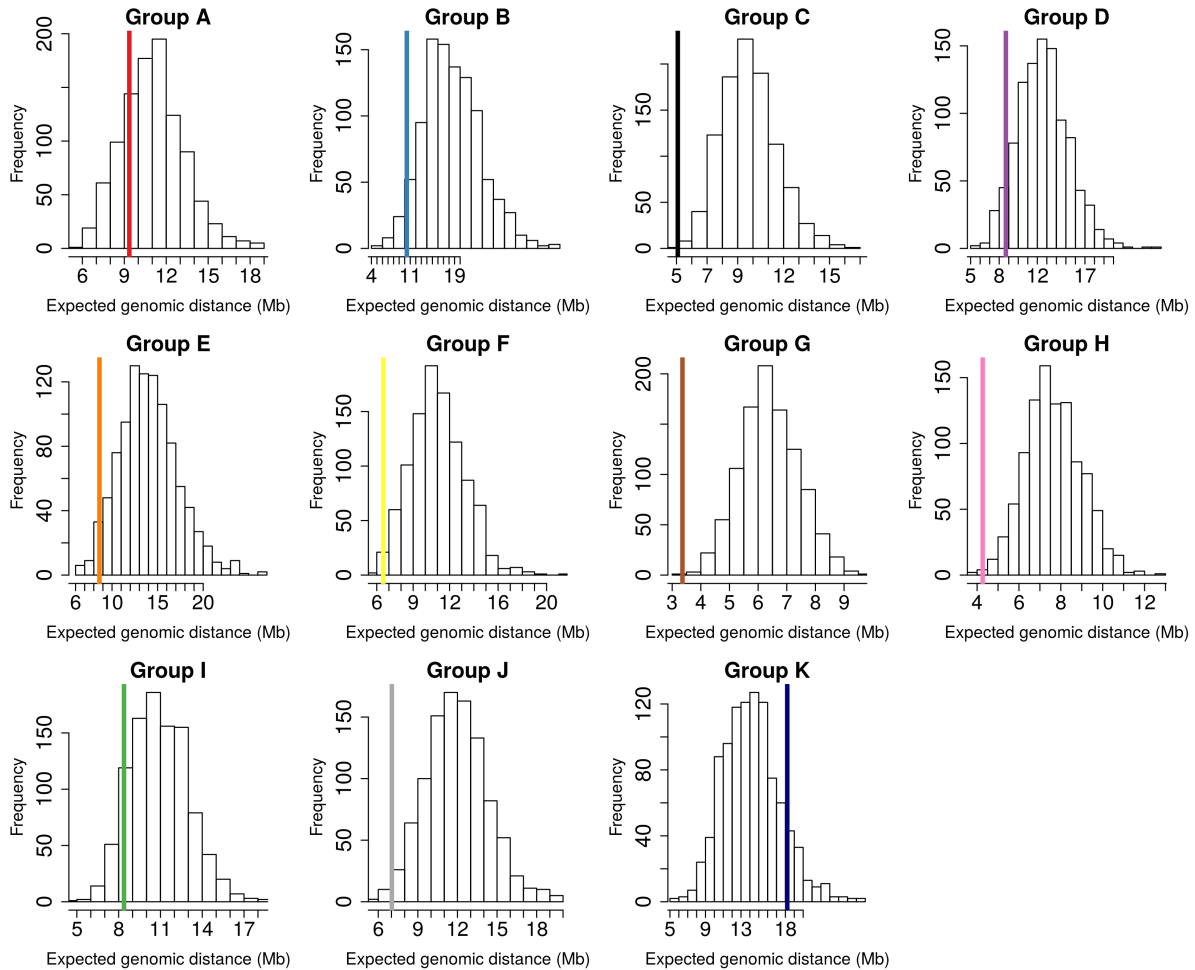 Group A
Frequency
0 50 100 200
6 9 12 15 18
Expected genomic distance (Mb)
Group B
Frequency
0 50 100 150
4 11 19
Expected genomic distance (Mb)
Group C
Frequency
0 50 150
5 7 9 12 15
Expected genomic distance (Mb)
Group D
Frequency
0 50 100 150
5 8 12 17
Expected genomic distance (Mb)
Group E
Frequency
0 40 80 120
6 10 15 20
Expected genomic distance (Mb)
Group F
Frequency
0 50 100 150
6 9 12 16 20
Expected genomic distance (Mb)
Group G
Frequency
0 50 100 200
3 4 5 6 7 8 9
Expected genomic distance (Mb)
Group H
Frequency
0 50 100 150
4 6 8 10 12
Expected genomic distance (Mb)
Group I
Frequency
0 50 100 150
5 8 11 14 17
Expected genomic distance (Mb)
Group J
Frequency
0 50 100 150
6 9 12 15 18
Expected genomic distance (Mb)
Group K
Frequency
0 40 80 120
5 9 13 18
Expected genomic distance (Mb)